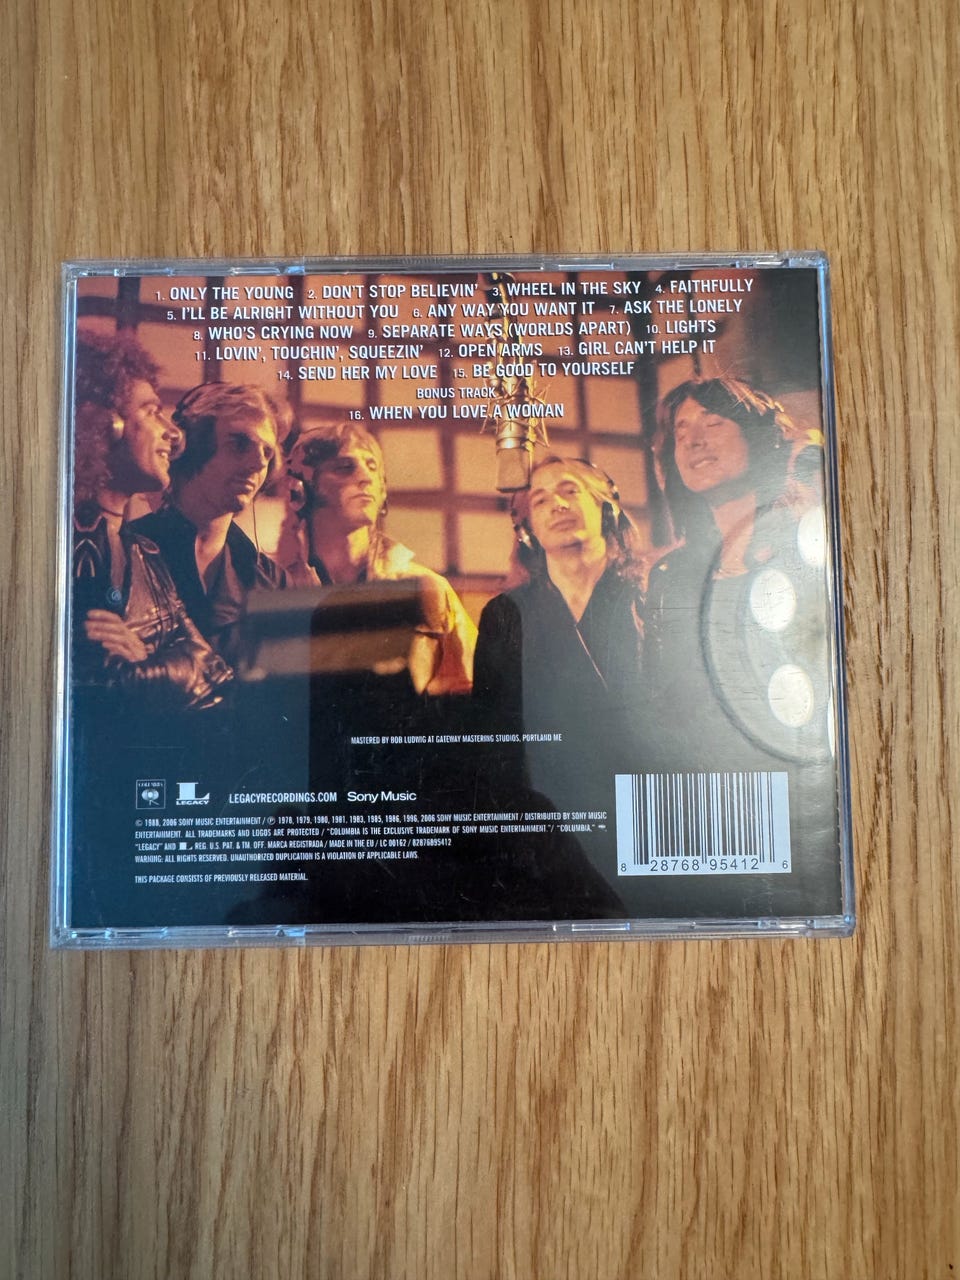 1. ONLY THE YOUNG 2. DON'T STOP BELIEVIN' 3. WHEEL IN THE SKY 4. FAITHFULLY
5. I'LL BE ALRIGHT WITHOUT YOU 6. ANY WAY YOU WANT IT 7. ASK THE LONELY
8. WHO'S CRYING NOW 9. SEPARATE WAYS (WORLDS APART) 10. LIGHTS
11. LOVIN', TOUCHIN', SQUEEZIN' 12. OPEN ARMS 13. GIRL CAN'T HELP IT
14. SEND HER MY LOVE 15. BE GOOD TO YOURSELF
BONUS TRACK
16. WHEN YOU LOVE A WOMAN
MASTERED BY BOB LUDWIG AT GATEWAY MASTERING STUDIOS, PORTLAND ME
COLUMBIA
L LEGACY LEGACYRECORDINGS.COM Sony Music
© 1988, 2006 SONY MUSIC ENTERTAINMENT / ℗ 1978, 1979, 1980, 1981, 1983, 1985, 1986, 1996, 2006 SONY MUSIC ENTERTAINMENT / DISTRIBUTED BY SONY MUSIC
ENTERTAINMENT. ALL TRADEMARKS AND LOGOS ARE PROTECTED / "COLUMBIA IS THE EXCLUSIVE TRADEMARK OF SONY MUSIC ENTERTAINMENT."/ "COLUMBIA,"
"LEGACY" AND L REG. U.S. PAT. & TM. OFF. MARCA REGISTRADA / MADE IN THE EU / LC 00162 / 82876895412
WARNING: ALL RIGHTS RESERVED. UNAUTHORIZED DUPLICATION IS A VIOLATION OF APPLICABLE LAWS.
THIS PACKAGE CONSISTS OF PREVIOUSLY RELEASED MATERIAL.
8 28768 95412 6